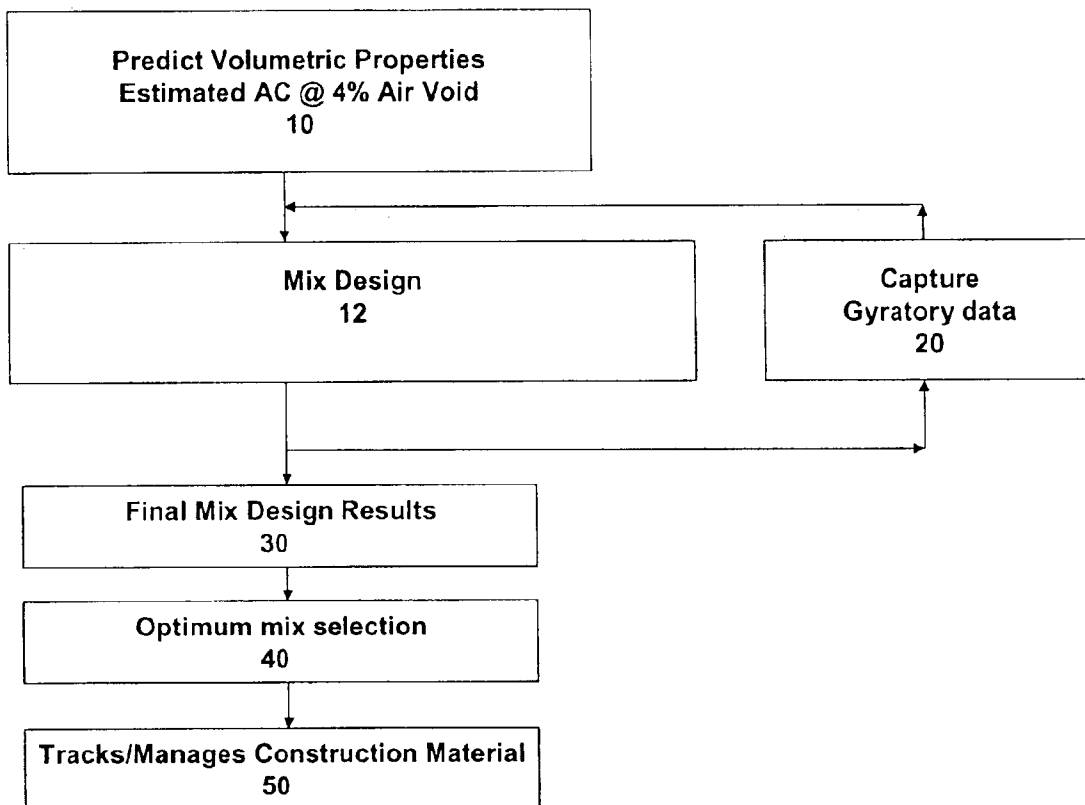 Predict Volumetric Properties
Estimated AC @ 4% Air Void
10
Mix Design
12
Capture
Gyratory data
20
Final Mix Design Results
30
Optimum mix selection
40
Tracks/Manages Construction Material
50